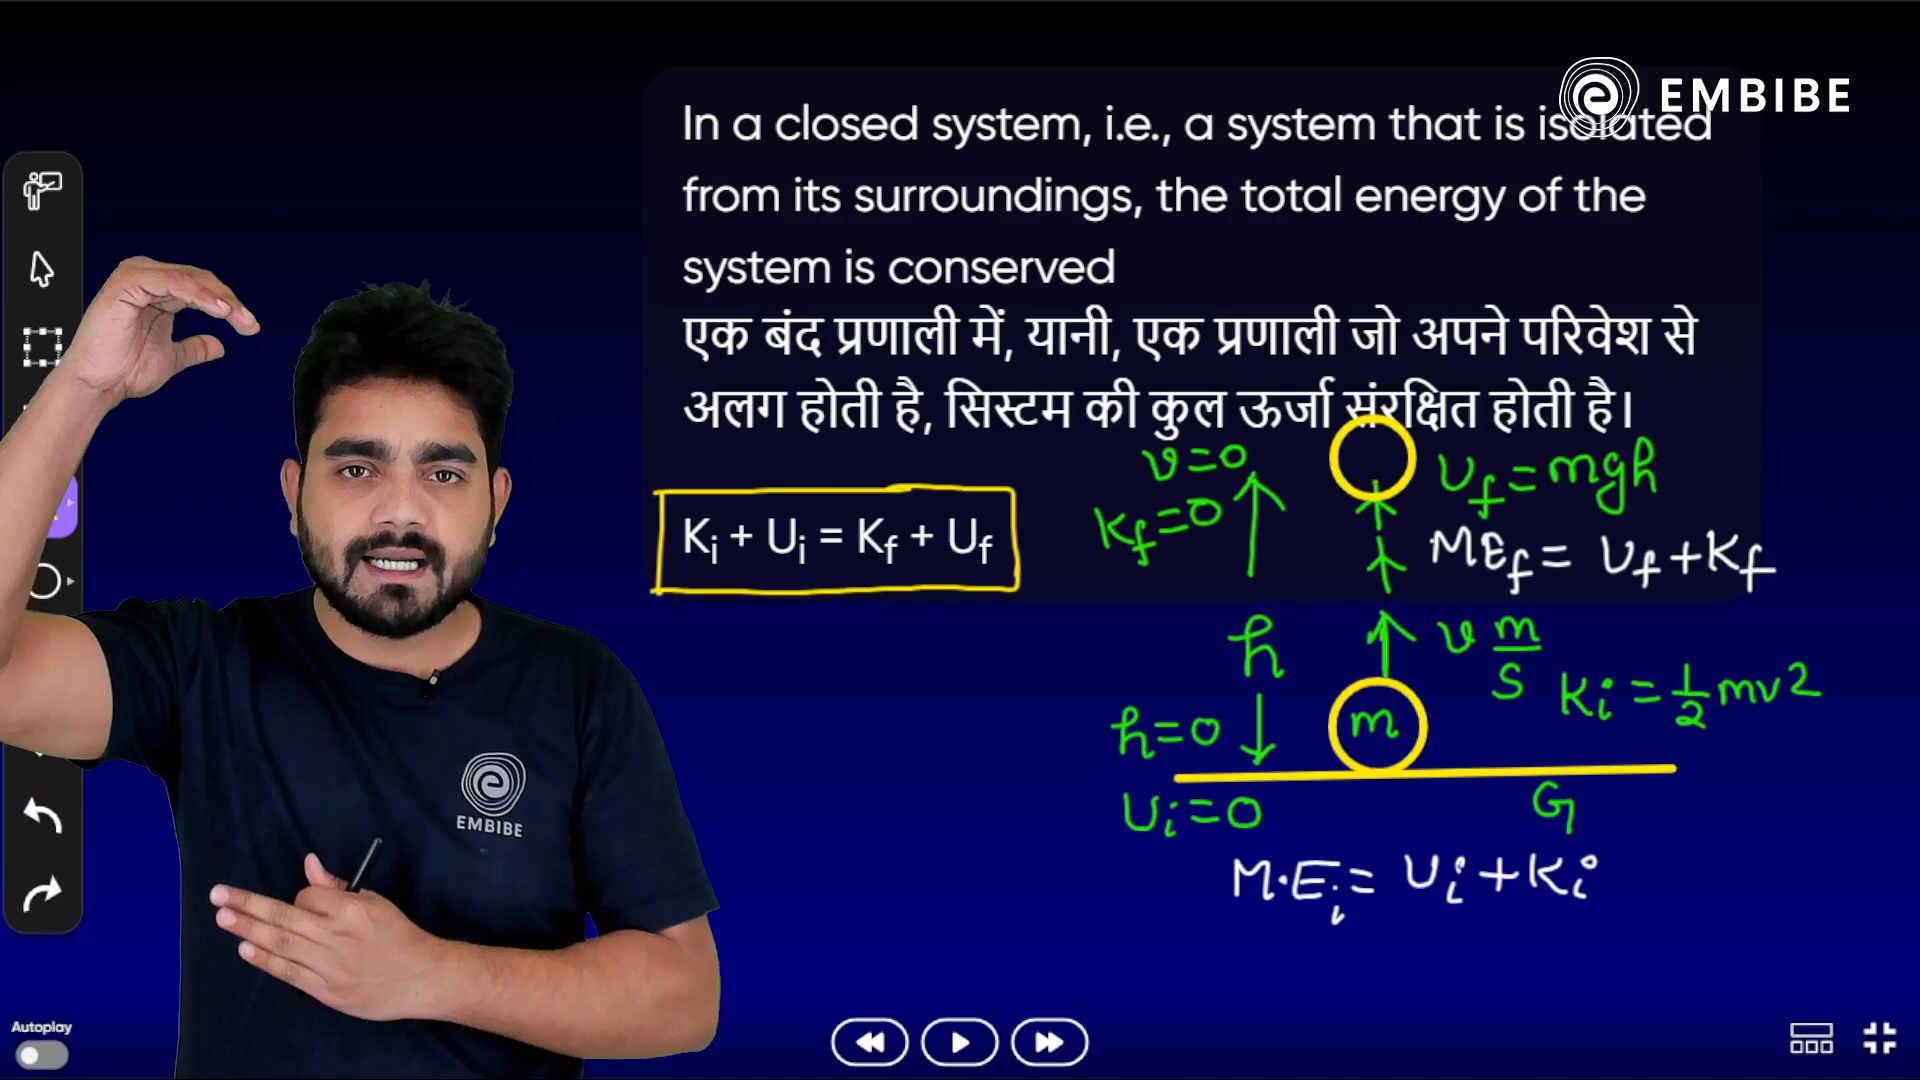 EMBIBE
In a closed system, i.e., a system that is isolated
from its surroundings, the total energy of the
system is conserved
एक बंद प्रणाली में, यानी, एक प्रणाली जो अपने परिवेश से
अलग होती है, सिस्टम की कुल ऊर्जा संरक्षित होती है।
Ki + Ui = Kf + Uf
v=0
Kf=0
Uf=mgh
MEf= Uf+Kf
h
v m/s
Ki=1/2 mv2
h=0
m
Ui=0
G
M.Ei= Ui+Ki
EMBIBE
Autoplay